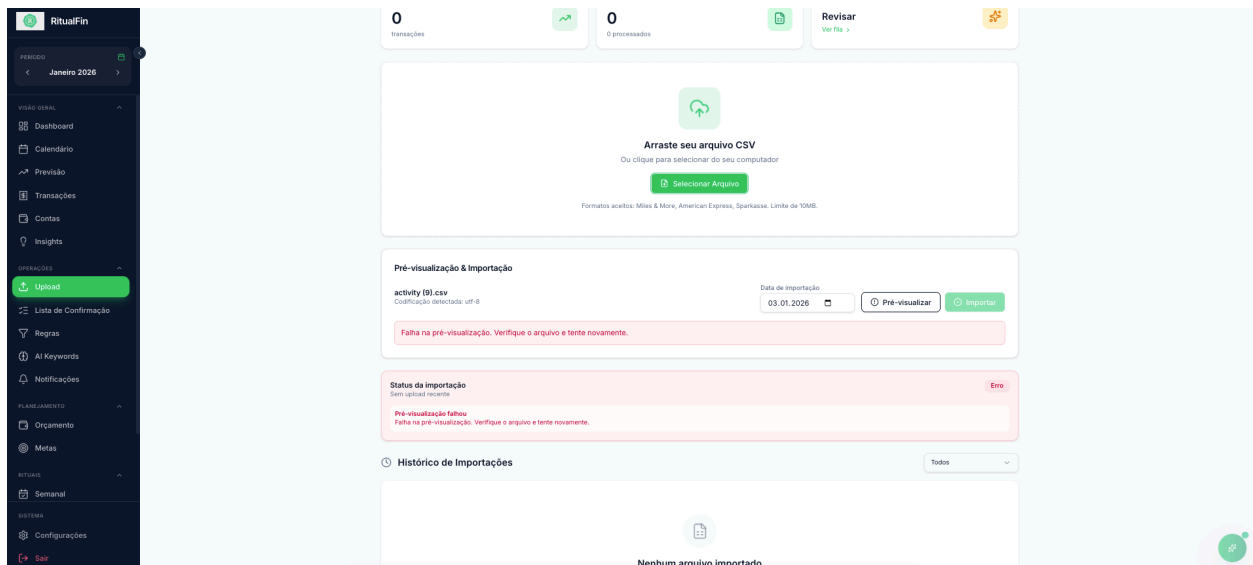 RitualFin
PERÍODO
Janeiro 2026
VISÃO GERAL
Dashboard
Calendário
Previsão
Transações
Contas
Insights
OPERAÇÕES
Upload
Lista de Confirmação
Regras
AI Keywords
Notificações
PLANEJAMENTO
Orçamento
Metas
RITUAIS
Semanal
SISTEMA
Configurações
Sair
0
transações
0
0 processados
Revisar
Ver fila >
Arraste seu arquivo CSV
Ou clique para selecionar do seu computador
Selecionar Arquivo
Formatos aceitos: Miles & More, American Express, Sparkasse. Limite de 10MB.
Pré-visualização & Importação
activity (9).csv
Codificação detectada: utf-8
Data de importação
03.01.2026
Pré-visualizar
Importar
Falha na pré-visualização. Verifique o arquivo e tente novamente.
Status da importação
Sem upload recente
Erro
Pré-visualização falhou
Falha na pré-visualização. Verifique o arquivo e tente novamente.
Histórico de Importações
Todos
Nenhum arquivo importado